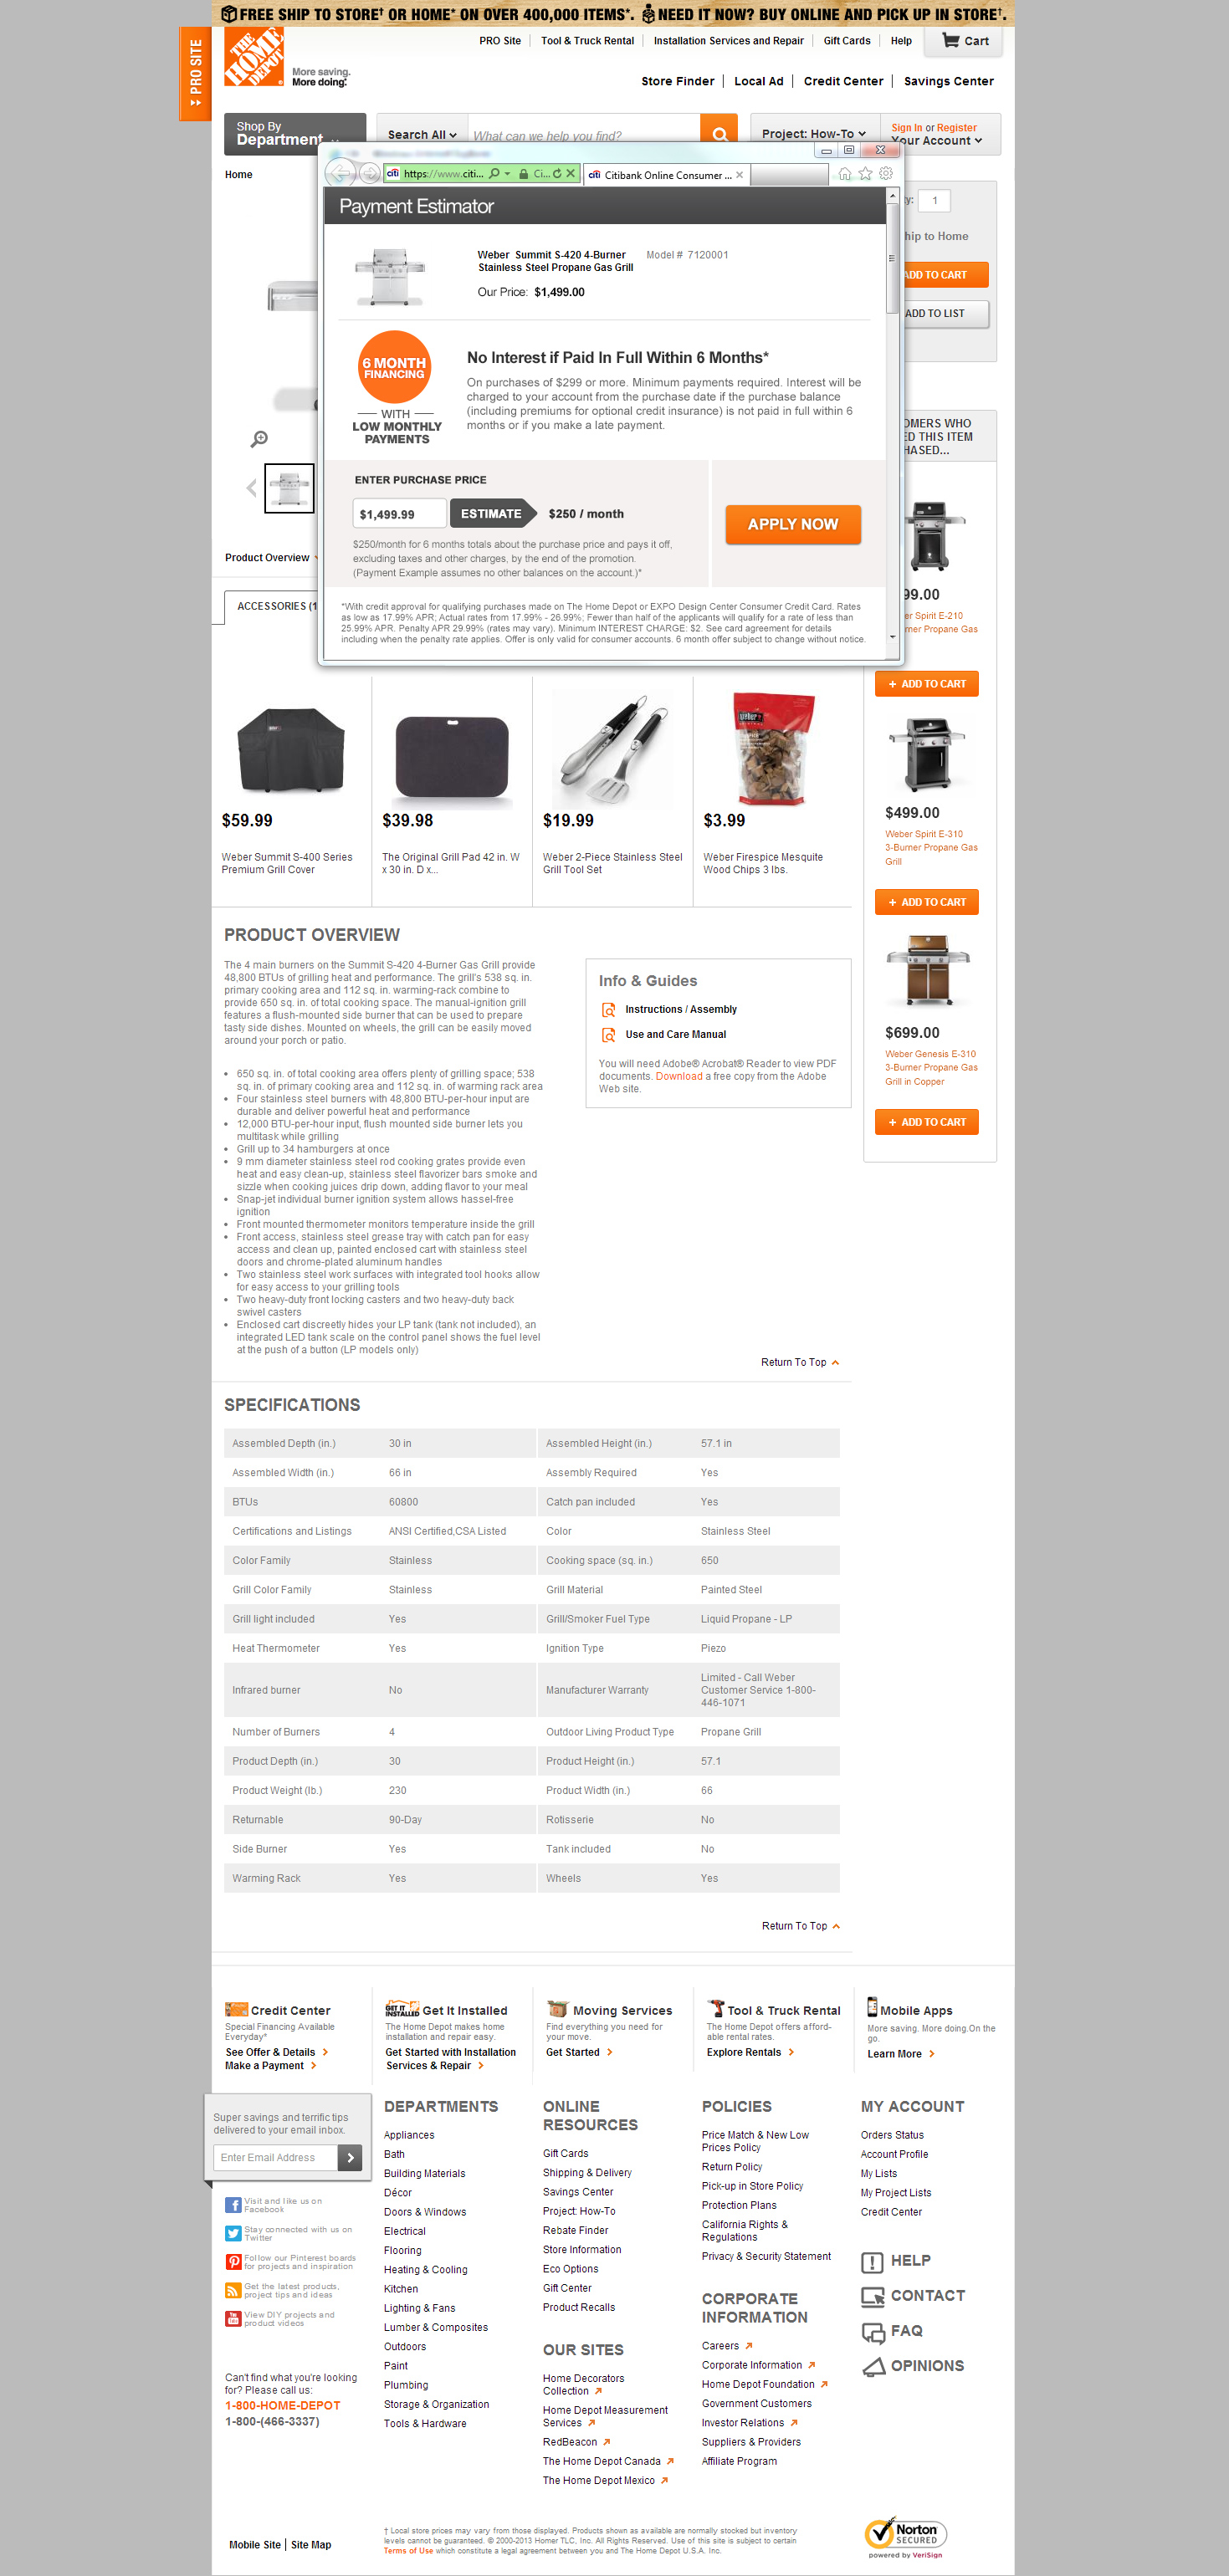 FREE SHIP TO STORE† OR HOME* ON OVER 400,000 ITEMS*. NEED IT NOW? BUY ONLINE AND PICK UP IN STORE†.
PRO SITE
THE HOME DEPOT
More saving.
More doing.
PRO Site | Tool & Truck Rental | Installation Services and Repair | Gift Cards | Help
Cart
Store Finder | Local Ad | Credit Center | Savings Center
Shop By
Department
Search All
What can we help you find?
Project: How-To
Sign In or Register
Your Account
Home
citi https://www.citi... Ci...
citi Citibank Online Consumer ...
Payment Estimator
Weber Summit S-420 4-Burner
Stainless Steel Propane Gas Grill
Model # 7120001
Our Price: $1,499.00
6 MONTH
FINANCING
WITH
LOW MONTHLY
PAYMENTS
No Interest if Paid In Full Within 6 Months*
On purchases of $299 or more. Minimum payments required. Interest will be
charged to your account from the purchase date if the purchase balance
(including premiums for optional credit insurance) is not paid in full within 6
months or if you make a late payment.
ENTER PURCHASE PRICE
$1,499.99 ESTIMATE $250 / month
$250/month for 6 months totals about the purchase price and pays it off,
excluding taxes and other charges, by the end of the promotion.
(Payment Example assumes no other balances on the account.)*
APPLY NOW
*With credit approval for qualifying purchases made on The Home Depot or EXPO Design Center Consumer Credit Card. Rates
as low as 17.99% APR; Actual rates from 17.99% - 26.99%; Fewer than half of the applicants will qualify for a rate of less than
25.99% APR. Penalty APR 29.99% (rates may vary). Minimum INTEREST CHARGE: $2. See card agreement for details
including when the penalty rate applies. Offer is only valid for consumer accounts. 6 month offer subject to change without notice.
y: 1
hip to Home
ADD TO CART
ADD TO LIST
Product Overview
ACCESSORIES (1
OMERS WHO
ED THIS ITEM
HASED...
99.00
er Spirit E-210
rner Propane Gas
+ ADD TO CART
$499.00
Weber Spirit E-310
3-Burner Propane Gas
Grill
+ ADD TO CART
$699.00
Weber Genesis E-310
3-Burner Propane Gas
Grill in Copper
+ ADD TO CART
$59.99
Weber Summit S-400 Series
Premium Grill Cover
$39.98
The Original Grill Pad 42 in. W
x 30 in. D x...
$19.99
Weber 2-Piece Stainless Steel
Grill Tool Set
weber
$3.99
Weber Firespice Mesquite
Wood Chips 3 lbs.
PRODUCT OVERVIEW
The 4 main burners on the Summit S-420 4-Burner Gas Grill provide
48,800 BTUs of grilling heat and performance. The grill's 538 sq. in.
primary cooking area and 112 sq. in. warming-rack combine to
provide 650 sq. in. of total cooking space. The manual-ignition grill
features a flush-mounted side burner that can be used to prepare
tasty side dishes. Mounted on wheels, the grill can be easily moved
around your porch or patio.
• 650 sq. in. of total cooking area offers plenty of grilling space; 538
sq. in. of primary cooking area and 112 sq. in. of warming rack area
• Four stainless steel burners with 48,800 BTU-per-hour input are
durable and deliver powerful heat and performance
• 12,000 BTU-per-hour input, flush mounted side burner lets you
multitask while grilling
• Grill up to 34 hamburgers at once
• 9 mm diameter stainless steel rod cooking grates provide even
heat and easy clean-up, stainless steel flavorizer bars smoke and
sizzle when cooking juices drip down, adding flavor to your meal
• Snap-jet individual burner ignition system allows hassel-free
ignition
• Front mounted thermometer monitors temperature inside the grill
• Front access, stainless steel grease tray with catch pan for easy
access and clean up, painted enclosed cart with stainless steel
doors and chrome-plated aluminum handles
• Two stainless steel work surfaces with integrated tool hooks allow
for easy access to your grilling tools
• Two heavy-duty front locking casters and two heavy-duty back
swivel casters
• Enclosed cart discreetly hides your LP tank (tank not included), an
integrated LED tank scale on the control panel shows the fuel level
at the push of a button (LP models only)
Info & Guides
Instructions / Assembly
Use and Care Manual
You will need Adobe® Acrobat® Reader to view PDF
documents. Download a free copy from the Adobe
Web site.
Return To Top
SPECIFICATIONS
Assembled Depth (in.) 30 in Assembled Height (in.) 57.1 in
Assembled Width (in.) 66 in Assembly Required Yes
BTUs 60800 Catch pan included Yes
Certifications and Listings ANSI Certified,CSA Listed Color Stainless Steel
Color Family Stainless Cooking space (sq. in.) 650
Grill Color Family Stainless Grill Material Painted Steel
Grill light included Yes Grill/Smoker Fuel Type Liquid Propane - LP
Heat Thermometer Yes Ignition Type Piezo
Infrared burner No Manufacturer Warranty Limited - Call Weber
Customer Service 1-800-
446-1071
Number of Burners 4 Outdoor Living Product Type Propane Grill
Product Depth (in.) 30 Product Height (in.) 57.1
Product Weight (lb.) 230 Product Width (in.) 66
Returnable 90-Day Rotisserie No
Side Burner Yes Tank included No
Warming Rack Yes Wheels Yes
Return To Top
Credit Center
Special Financing Available
Everyday*
See Offer & Details
Make a Payment
GET IT INSTALLED
Get It Installed
The Home Depot makes home
installation and repair easy.
Get Started with Installation
Services & Repair
Moving Services
Find everything you need for
your move.
Get Started
Tool & Truck Rental
The Home Depot offers afford-
able rental rates.
Explore Rentals
Mobile Apps
More saving. More doing.On the
go.
Learn More
Super savings and terrific tips
delivered to your email inbox.
Enter Email Address
Visit and like us on
Facebook
Stay connected with us on
Twitter
Follow our Pinterest boards
for projects and inspiration
Get the latest products,
project tips and ideas
View DIY projects and
product videos
Can't find what you're looking
for? Please call us:
1-800-HOME-DEPOT
1-800-(466-3337)
DEPARTMENTS
Appliances
Bath
Building Materials
Décor
Doors & Windows
Electrical
Flooring
Heating & Cooling
Kitchen
Lighting & Fans
Lumber & Composites
Outdoors
Paint
Plumbing
Storage & Organization
Tools & Hardware
ONLINE
RESOURCES
Gift Cards
Shipping & Delivery
Savings Center
Project: How-To
Rebate Finder
Store Information
Eco Options
Gift Center
Product Recalls
OUR SITES
Home Decorators
Collection
Home Depot Measurement
Services
RedBeacon
The Home Depot Canada
The Home Depot Mexico
POLICIES
Price Match & New Low
Prices Policy
Return Policy
Pick-up in Store Policy
Protection Plans
California Rights &
Regulations
Privacy & Security Statement
CORPORATE
INFORMATION
Careers
Corporate Information
Home Depot Foundation
Government Customers
Investor Relations
Suppliers & Providers
Affiliate Program
MY ACCOUNT
Orders Status
Account Profile
My Lists
My Project Lists
Credit Center
HELP
CONTACT
FAQ
OPINIONS
Mobile Site | Site Map
† Local store prices may vary from those displayed. Products shown as available are normally stocked but inventory
levels cannot be guaranteed. © 2000-2013 Homer TLC, Inc. All Rights Reserved. Use of this site is subject to certain
Terms of Use which constitute a legal agreement between you and The Home Depot U.S.A. Inc.
Norton
SECURED
powered by VeriSign